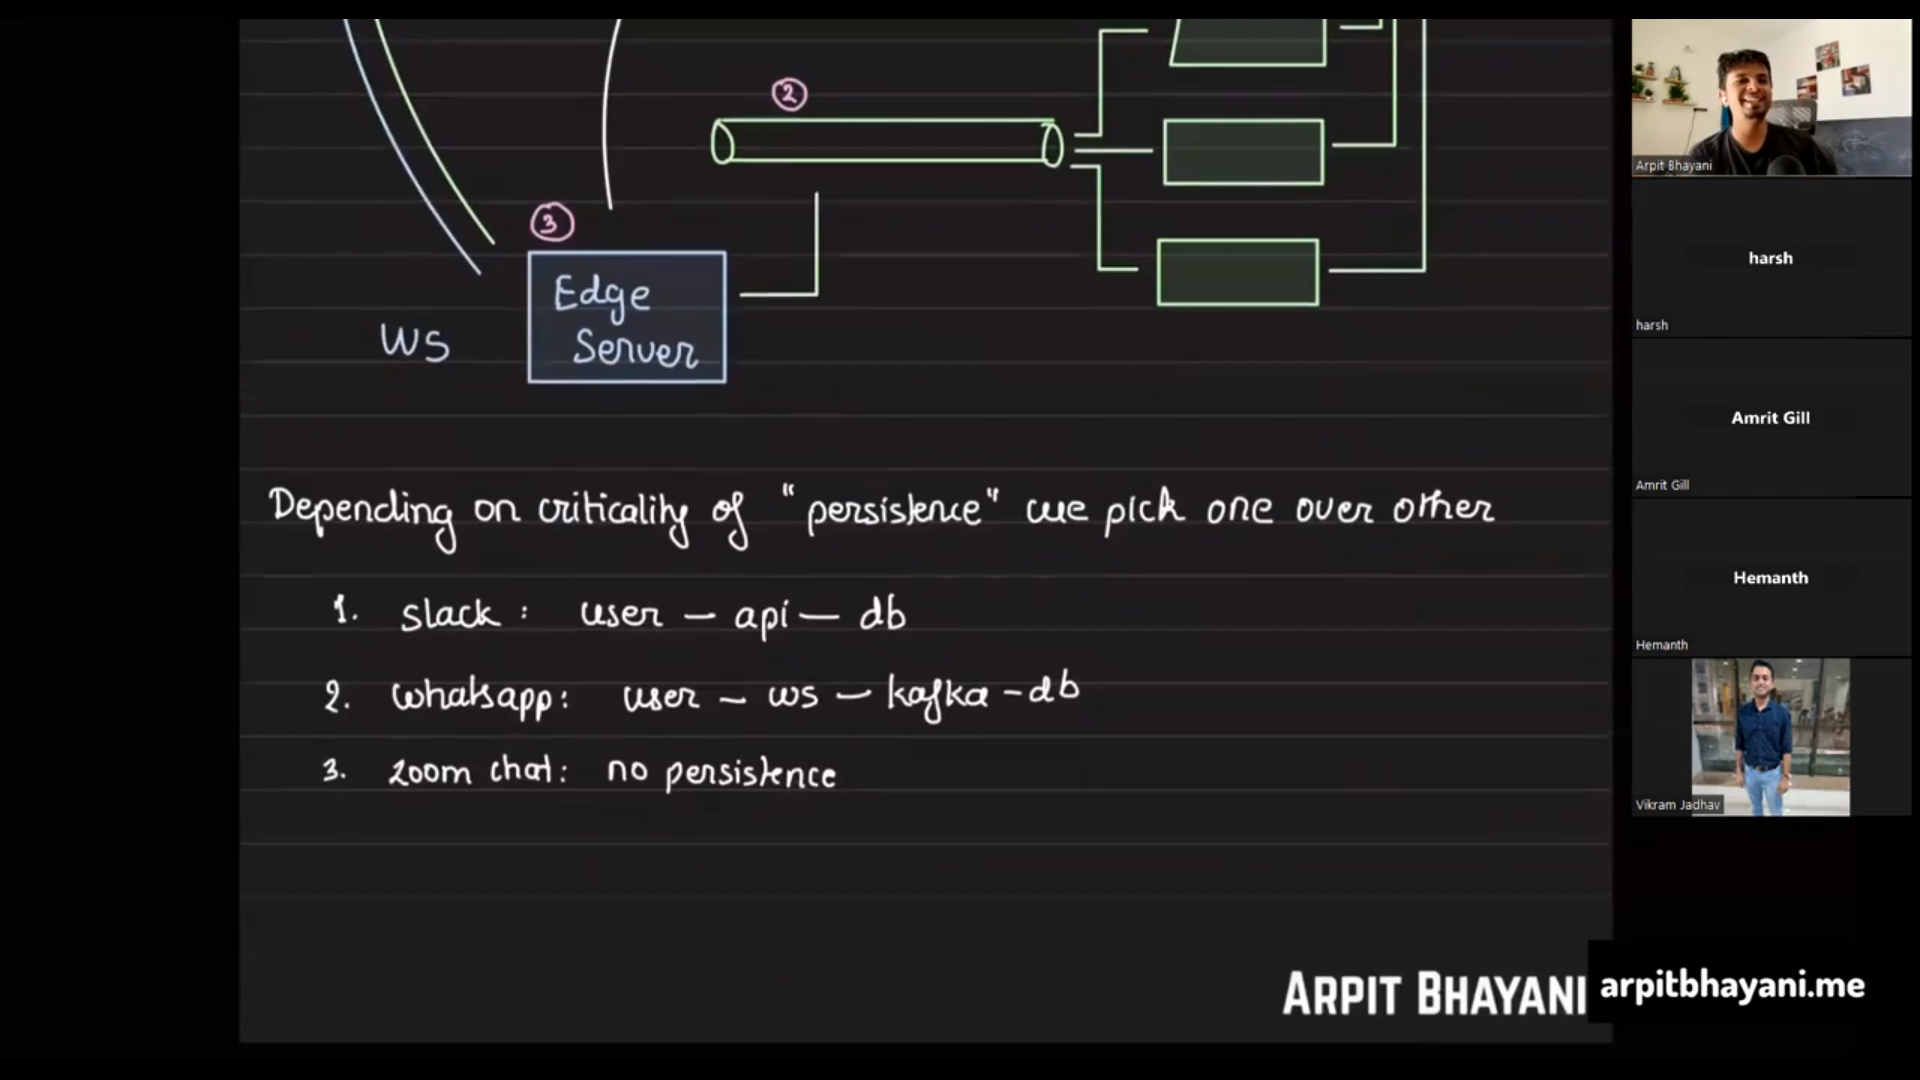 2
3
Edge
Server
WS
Depending on criticality of "persistence" we pick one over other
1. slack : user — api — db
2. whatsapp : user — ws — kafka - db
3. zoom chat : no persistence
ARPIT BHAYANI
arpitbhayani.me
Arpit Bhayani
harsh
harsh
Amrit Gill
Amrit Gill
Hemanth
Hemanth
Vikram Jadhav